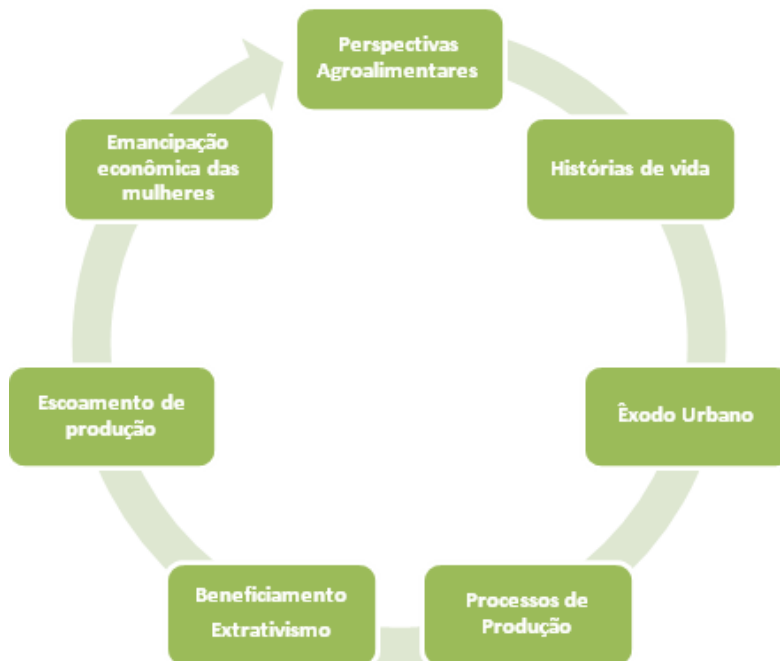 Perspectivas
Agroalimentares
Histórias de vida
Êxodo Urbano
Processos de
Produção
Beneficiamento
Extrativismo
Escoamento de
produção
Emancipação
econômica das
mulheres